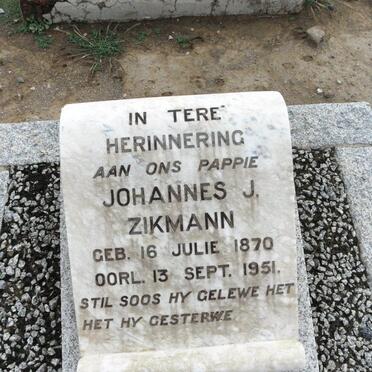 IN TERE
HERINNERING
AAN ONS PAPPIE
JOHANNES J.
ZIKMANN
GEB. 16 JULIE 1870
OORL. 13 SEPT. 1951.
STIL SOOS HY GELEWE HET
HET HY GESTERWE